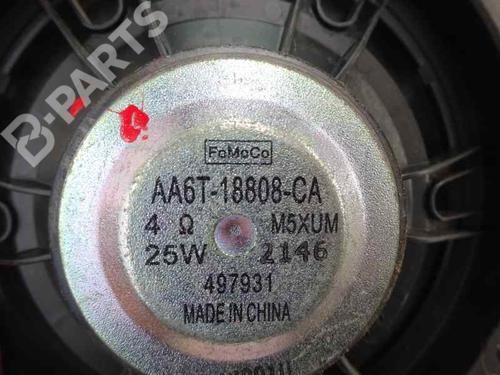 B-PARTS
FoMoCo
AA6T-18808-CA
4 Ω M5XUM
25W 2146
497931
MADE IN CHINA